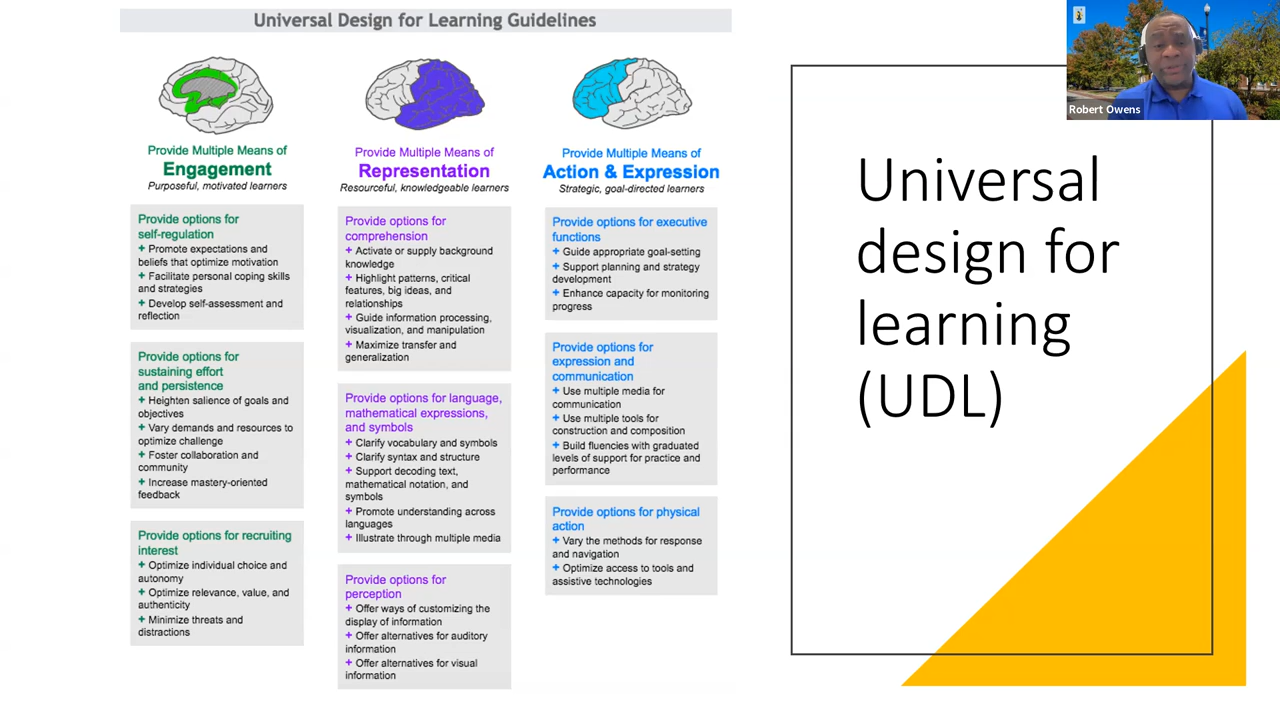 Universal Design for Learning Guidelines
Provide Multiple Means of
Engagement
Purposeful, motivated learners
Provide options for
self-regulation
+ Promote expectations and
beliefs that optimize motivation
+ Facilitate personal coping skills
and strategies
+ Develop self-assessment and
reflection
Provide options for
sustaining effort
and persistence
+ Heighten salience of goals and
objectives
+ Vary demands and resources to
optimize challenge
+ Foster collaboration and
community
+ Increase mastery-oriented
feedback
Provide options for recruiting
interest
+ Optimize individual choice and
autonomy
+ Optimize relevance, value, and
authenticity
+ Minimize threats and
distractions
Provide Multiple Means of
Representation
Resourceful, knowledgeable learners
Provide options for
comprehension
+ Activate or supply background
knowledge
+ Highlight patterns, critical
features, big ideas, and
relationships
+ Guide information processing,
visualization, and manipulation
+ Maximize transfer and
generalization
Provide options for language,
mathematical expressions,
and symbols
+ Clarify vocabulary and symbols
+ Clarify syntax and structure
+ Support decoding text,
mathematical notation, and
symbols
+ Promote understanding across
languages
+ Illustrate through multiple media
Provide options for
perception
+ Offer ways of customizing the
display of information
+ Offer alternatives for auditory
information
+ Offer alternatives for visual
information
Provide Multiple Means of
Action & Expression
Strategic, goal-directed learners
Provide options for executive
functions
+ Guide appropriate goal-setting
+ Support planning and strategy
development
+ Enhance capacity for monitoring
progress
Provide options for
expression and
communication
+ Use multiple media for
communication
+ Use multiple tools for
construction and composition
+ Build fluencies with graduated
levels of support for practice and
performance
Provide options for physical
action
+ Vary the methods for response
and navigation
+ Optimize access to tools and
assistive technologies
Universal
design for
learning
(UDL)
Robert Owens